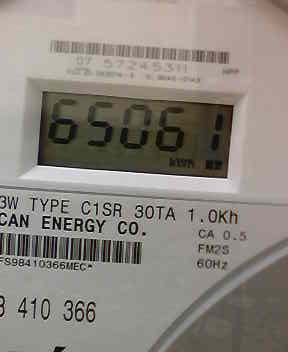 07 57245311
65061
3W TYPE C1SR 30TA 1.0Kh
CAN ENERGY CO.
CA 0.5
FM2S
60Hz
FS98410366MEC*
410 366